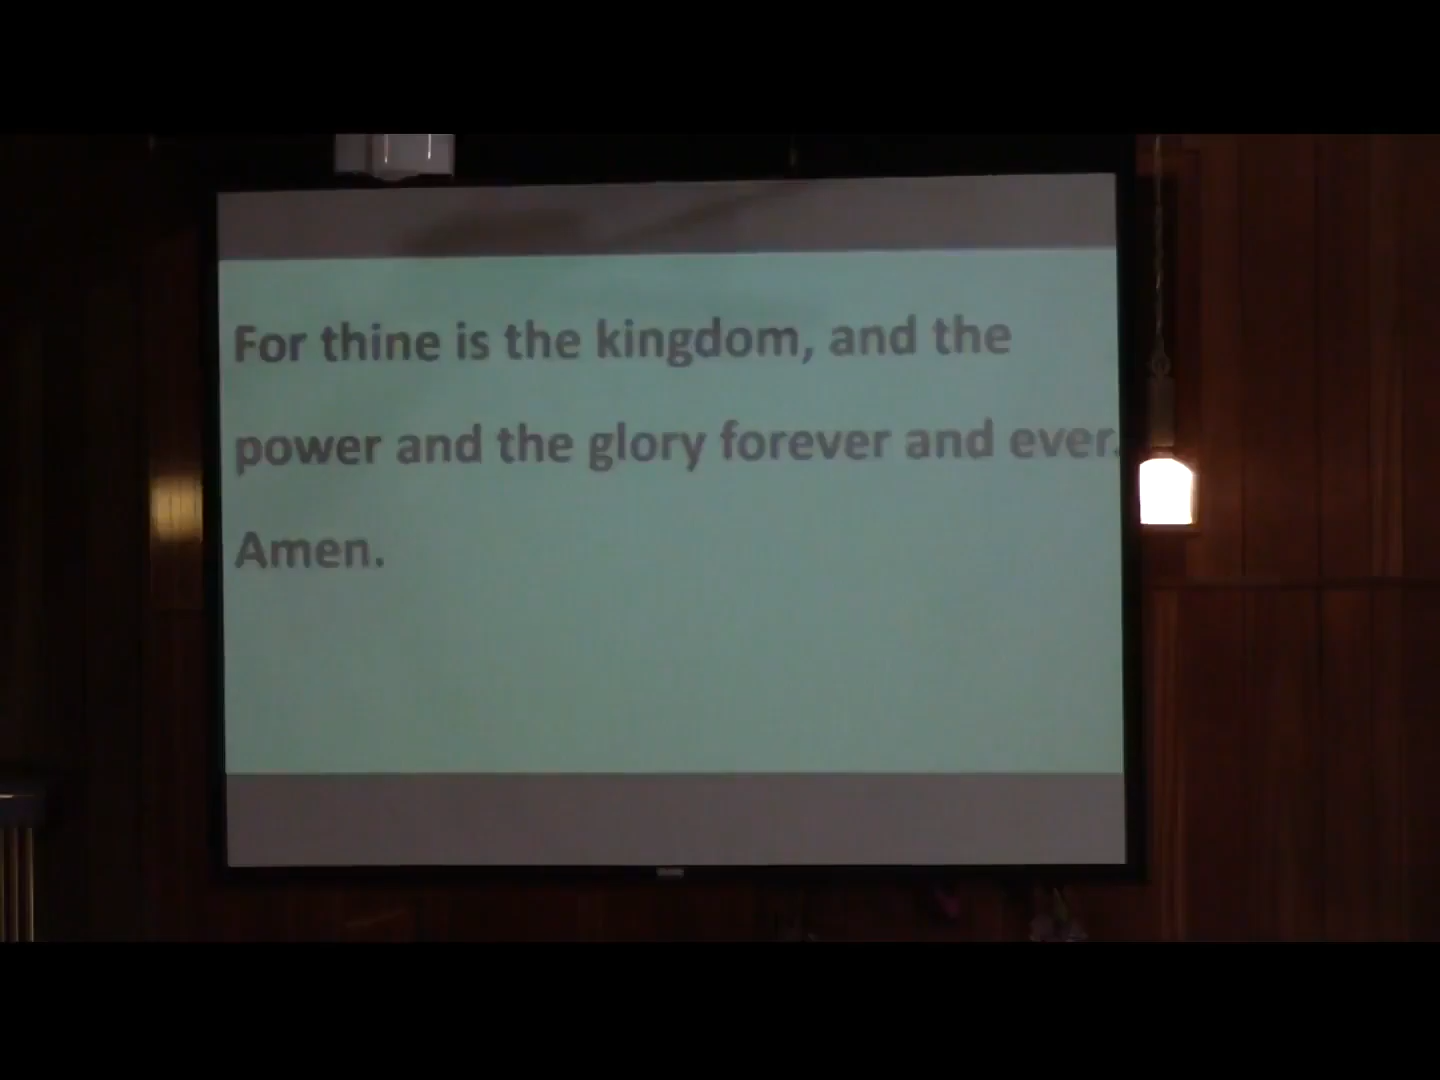 For thine is the kingdom, and the
power and the glory forever and ever.
Amen.